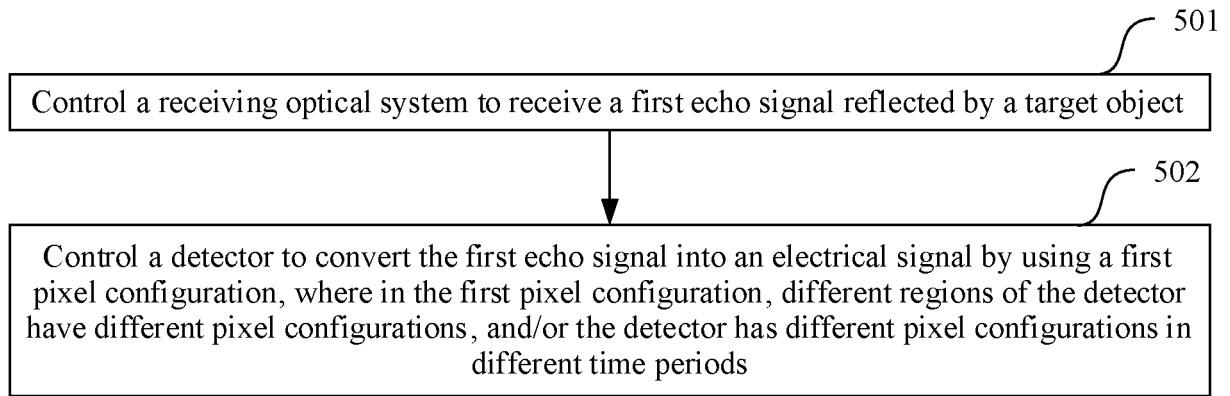 501
Control a receiving optical system to receive a first echo signal reflected by a target object
502
Control a detector to convert the first echo signal into an electrical signal by using a first
pixel configuration, where in the first pixel configuration, different regions of the detector
have different pixel configurations, and/or the detector has different pixel configurations in
different time periods